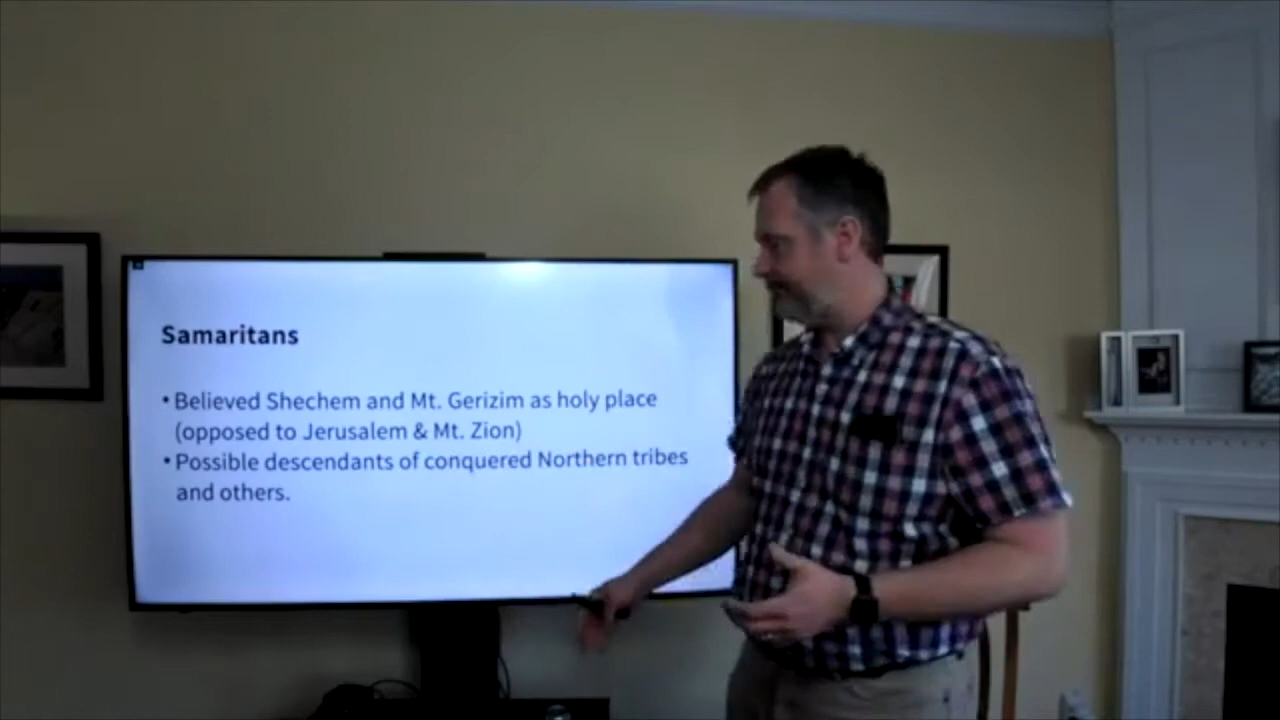 Samaritans
• Believed Shechem and Mt. Gerizim as holy place
(opposed to Jerusalem & Mt. Zion)
• Possible descendants of conquered Northern tribes
and others.